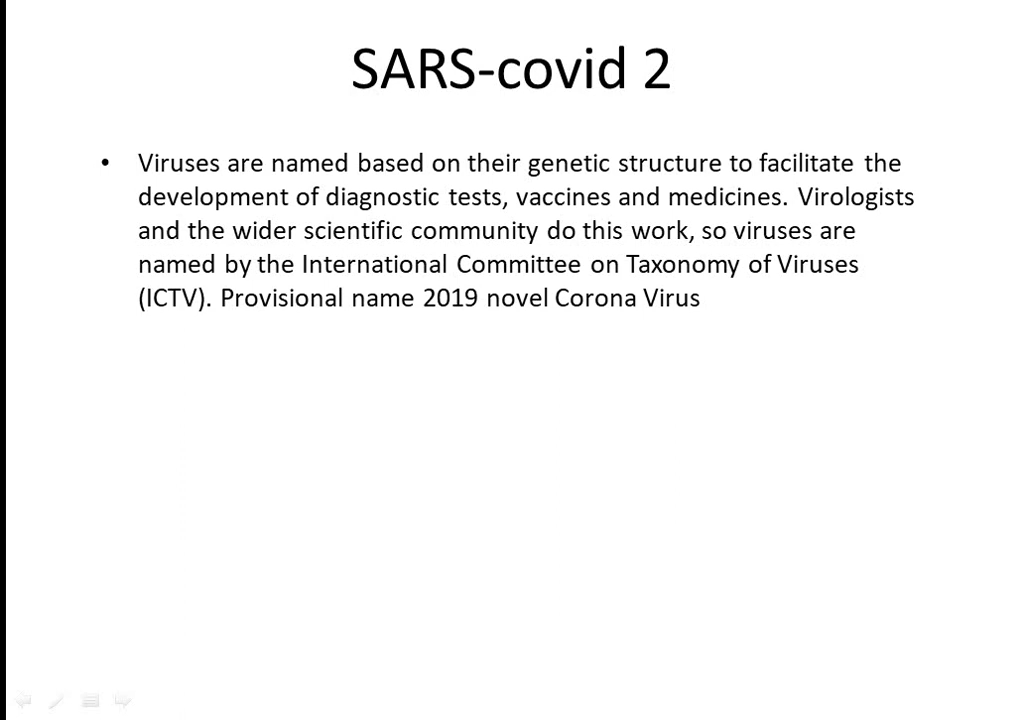 SARS-covid 2
• Viruses are named based on their genetic structure to facilitate the
development of diagnostic tests, vaccines and medicines. Virologists
and the wider scientific community do this work, so viruses are
named by the International Committee on Taxonomy of Viruses
(ICTV). Provisional name 2019 novel Corona Virus